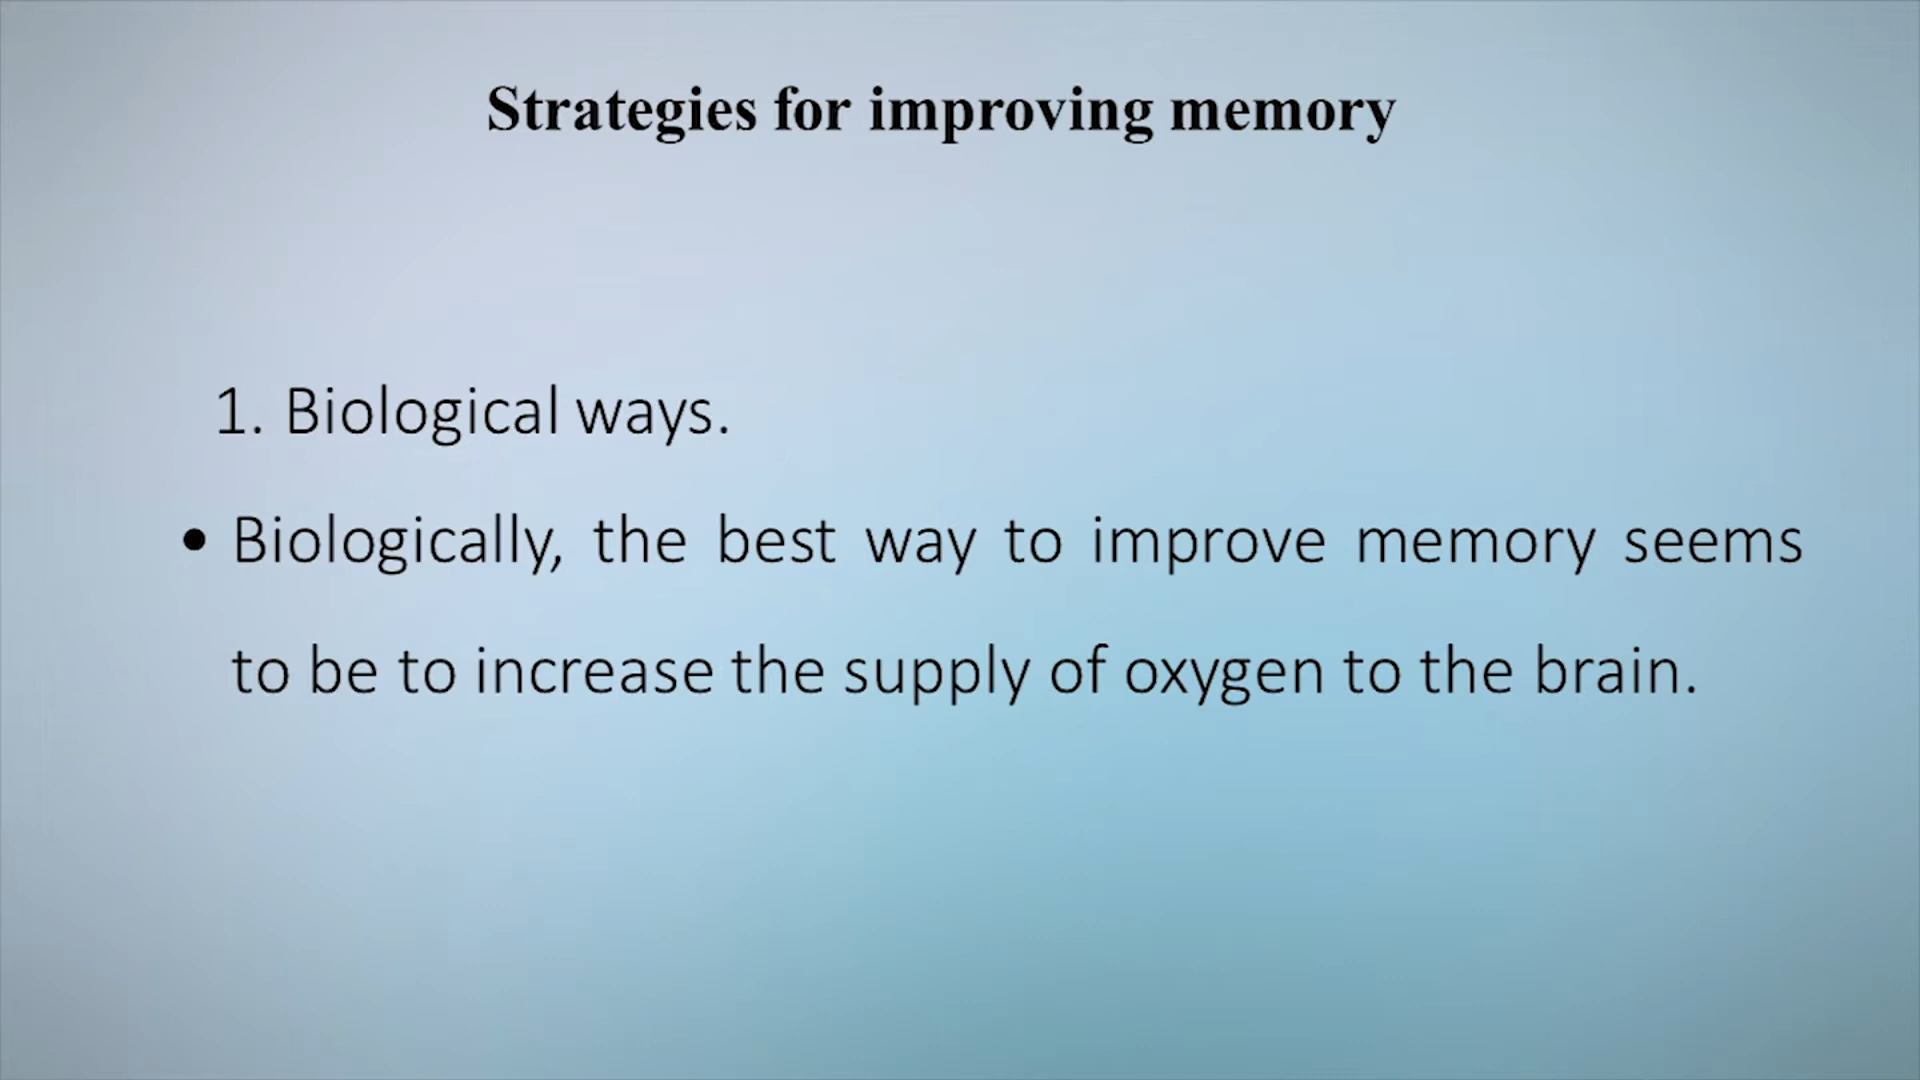 Strategies for improving memory
1. Biological ways.
• Biologically, the best way to improve memory seems
to be to increase the supply of oxygen to the brain.